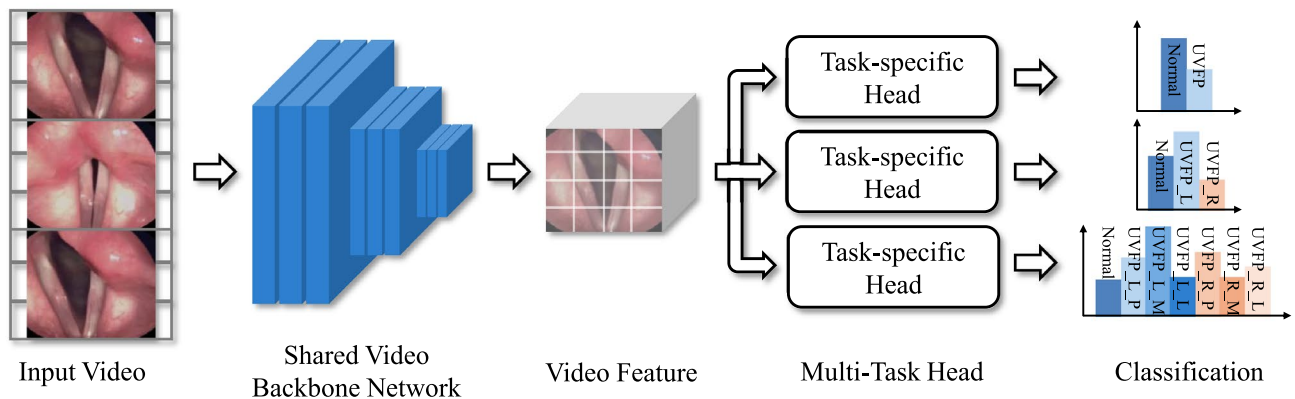 Task-specific
Head
Normal
UVFP
Task-specific
Head
Normal
UVFP_L
UVFP_R
Task-specific
Head
Normal
UVFP_L_P
UVFP_L_M
UVFP_L_L
UVFP_R_P
UVFP_R_M
UVFP_R_L
Input Video
Shared Video
Backbone Network
Video Feature
Multi-Task Head
Classification